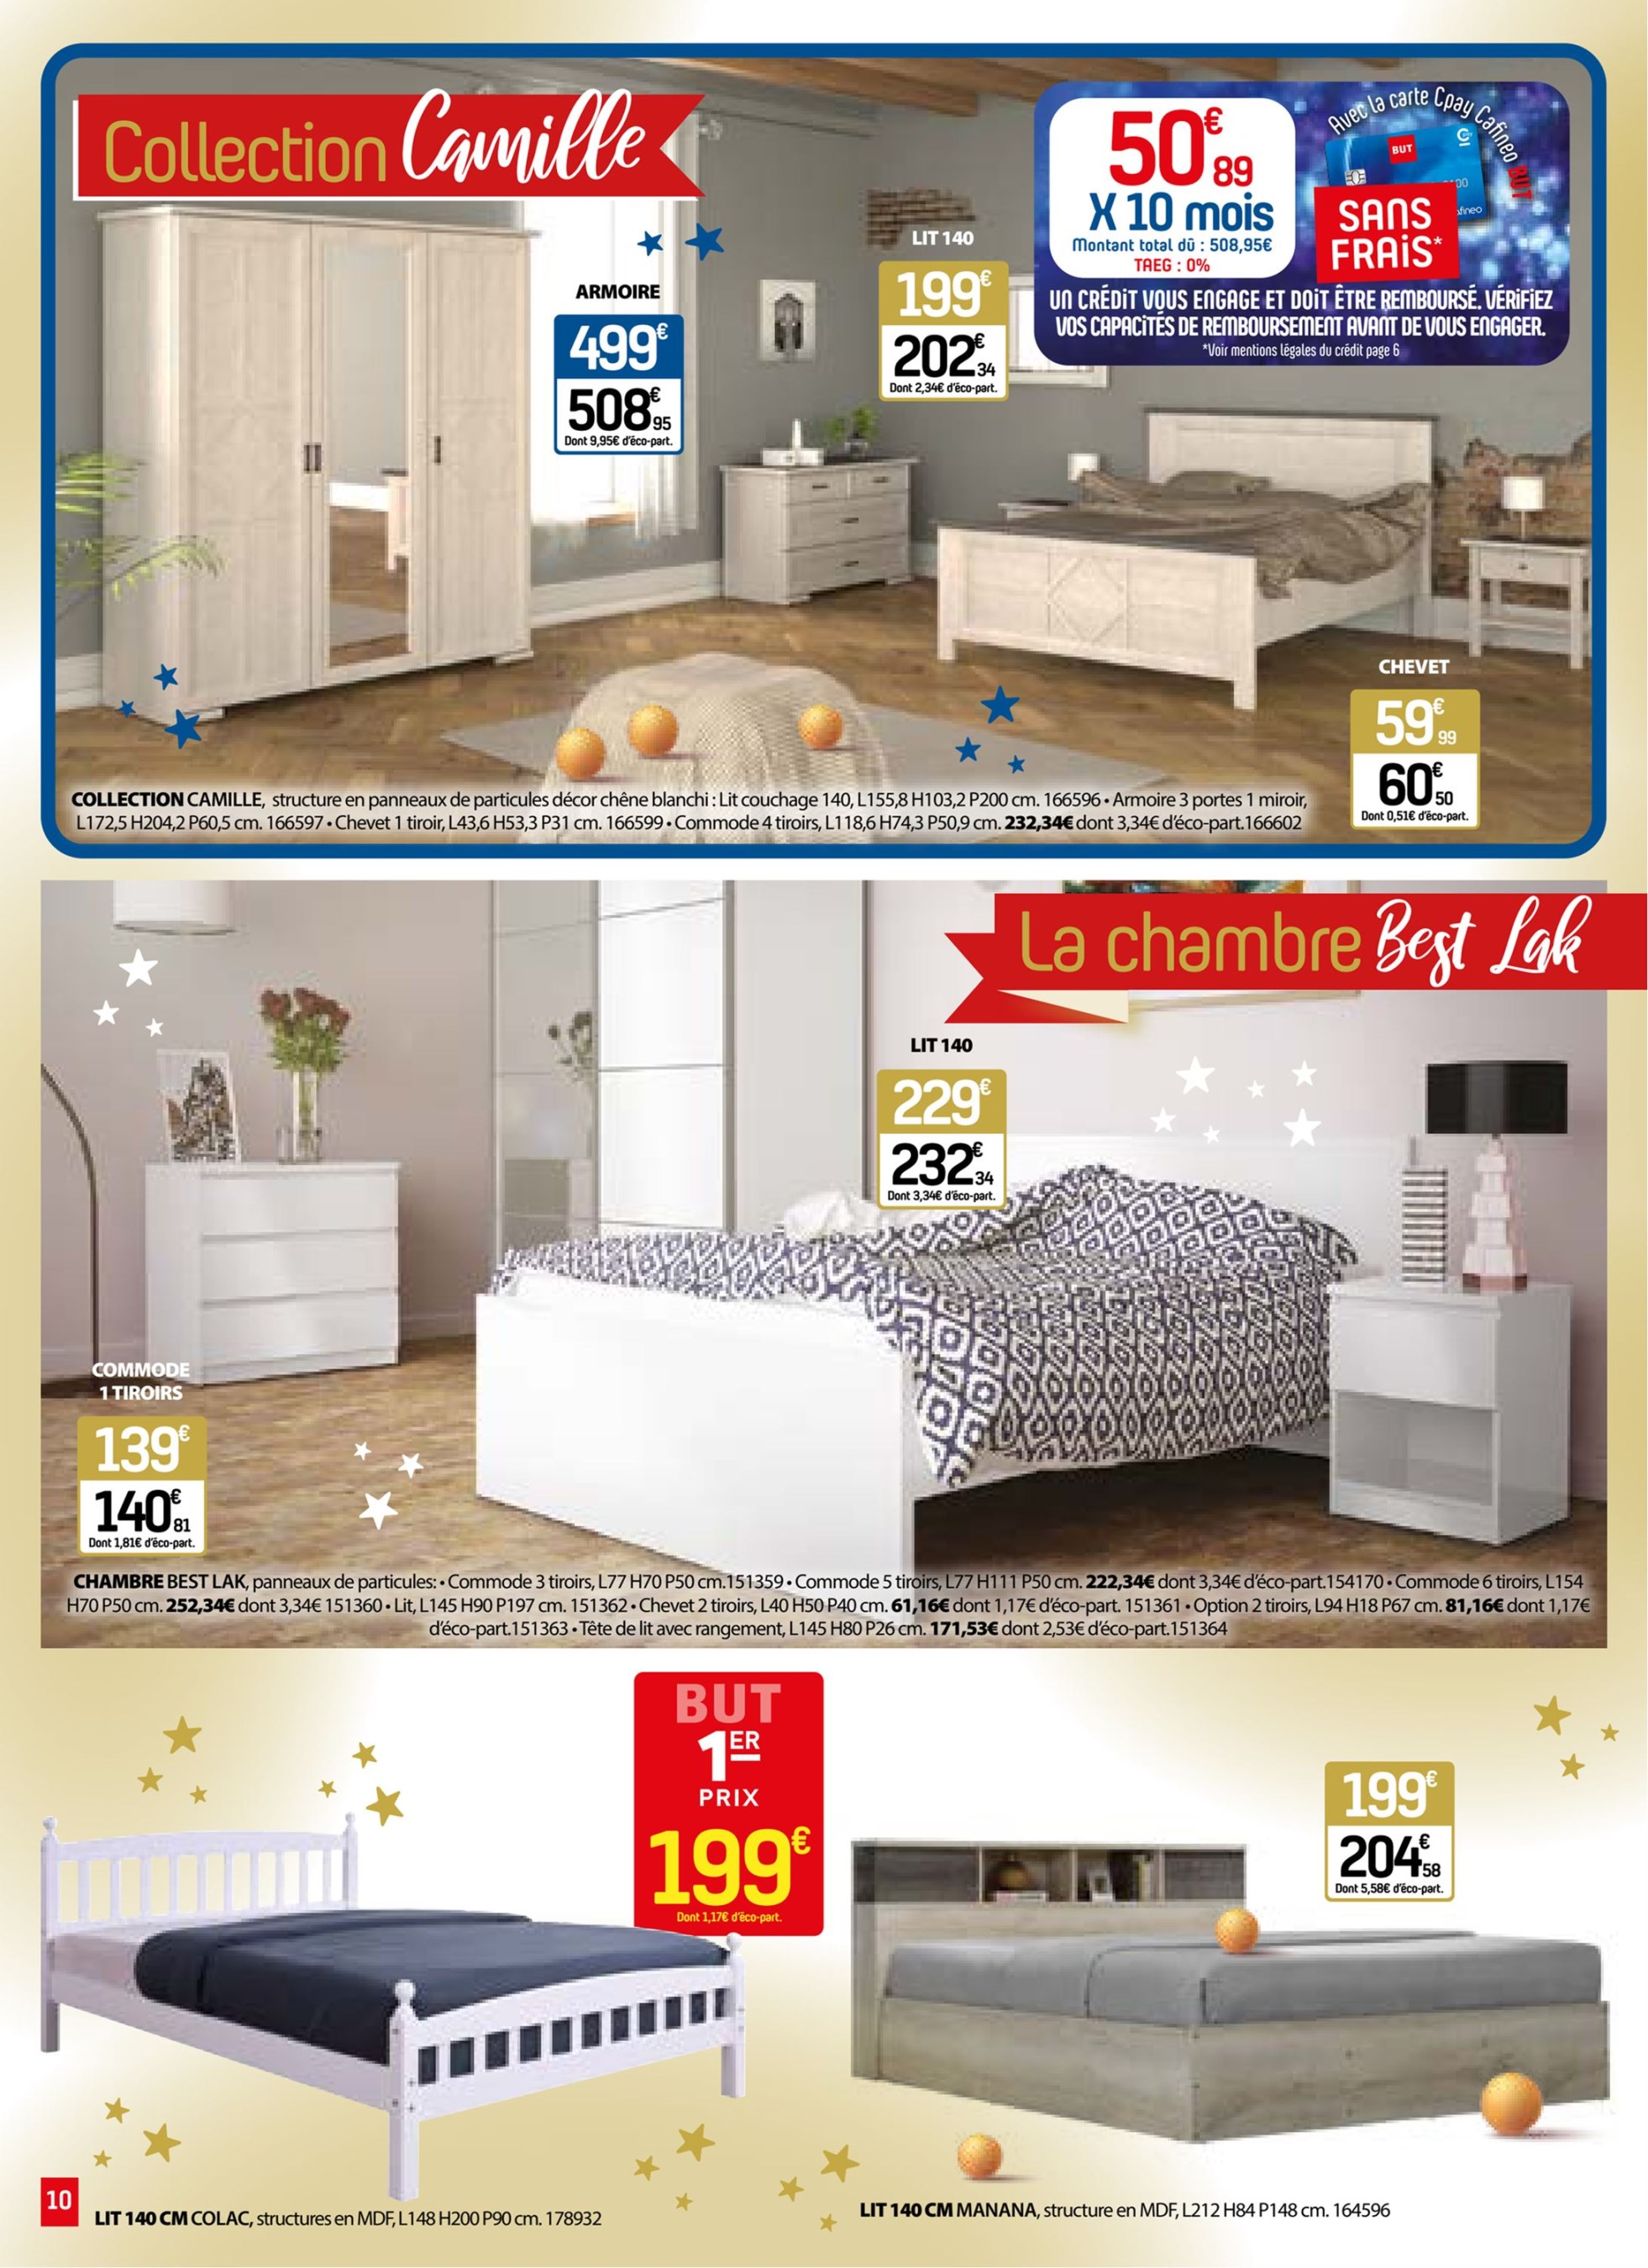 Collection Camille
50€89
X 10 mois
Montant total dû : 508,95€
TAEG : 0%
Avec la carte Cpay Cafineo BUT
BUT
SANS
FRAIS*
UN CRÉDIT VOUS ENGAGE ET DOIT ÊTRE REMBOURSÉ. VÉRIFIEZ
VOS CAPACITÉS DE REMBOURSEMENT AVANT DE VOUS ENGAGER.
*Voir mentions légales du crédit page 6
ARMOIRE
499€
508€95
Dont 9,95€ d'éco-part.
LIT 140
199€
202€34
Dont 2,34€ d'éco-part.
CHEVET
59€99
60€50
Dont 0,51€ d'éco-part.
COLLECTION CAMILLE, structure en panneaux de particules décor chêne blanchi : Lit couchage 140, L155,8 H103,2 P200 cm. 166596 • Armoire 3 portes 1 miroir,
L172,5 H204,2 P60,5 cm. 166597 • Chevet 1 tiroir, L43,6 H53,3 P31 cm. 166599 • Commode 4 tiroirs, L118,6 H74,3 P50,9 cm. 232,34€ dont 3,34€ d'éco-part.166602
La chambre Best Lak
LIT 140
229€
232€34
Dont 3,34€ d'éco-part.
COMMODE
1 TIROIRS
139€
140€81
Dont 1,81€ d'éco-part.
CHAMBRE BEST LAK, panneaux de particules: • Commode 3 tiroirs, L77 H70 P50 cm.151359 • Commode 5 tiroirs, L77 H111 P50 cm. 222,34€ dont 3,34€ d'éco-part.154170 • Commode 6 tiroirs, L154
H70 P50 cm. 252,34€ dont 3,34€ 151360 • Lit, L145 H90 P197 cm. 151362 • Chevet 2 tiroirs, L40 H50 P40 cm. 61,16€ dont 1,17€ d'éco-part. 151361 • Option 2 tiroirs, L94 H18 P67 cm. 81,16€ dont 1,17€
d'éco-part.151363 • Tête de lit avec rangement, L145 H80 P26 cm. 171,53€ dont 2,53€ d'éco-part.151364
BUT
1ER
PRIX
199€
Dont 1,17€ d'éco-part.
199€
204€58
Dont 5,58€ d'éco-part.
10
LIT 140 CM COLAC, structures en MDF, L148 H200 P90 cm. 178932
LIT 140 CM MANANA, structure en MDF, L212 H84 P148 cm. 164596